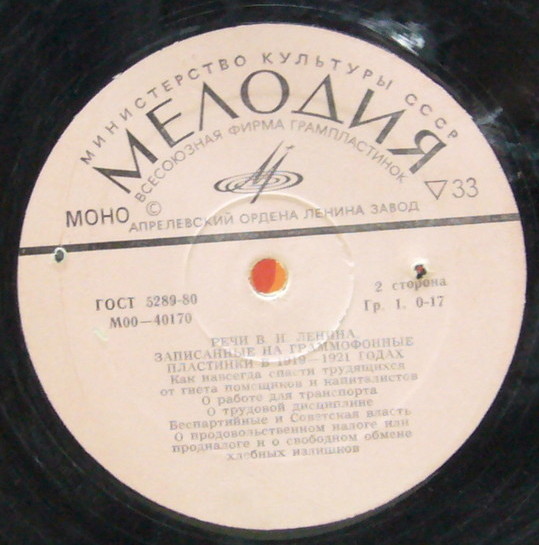 МИНИСТЕРСТВО КУЛЬТУРЫ СССР
МЕЛОДИЯ
ВСЕСОЮЗНАЯ ФИРМА ГРАМПЛАСТИНОК
МОНО © ▽33
АПРЕЛЕВСКИЙ ОРДЕНА ЛЕНИНА ЗАВОД
ГОСТ 5289-80
М00—40170
2 сторона
Гр. 1. 0-17
РЕЧИ В. И. ЛЕНИНА,
ЗАПИСАННЫЕ НА ГРАММОФОННЫЕ
ПЛАСТИНКИ В 1919—1921 ГОДАХ
Как навсегда спасти трудящихся
от гнета помещиков и капиталистов
О работе для транспорта
О трудовой дисциплине
Беспартийные и Советская власть
О продовольственном налоге или
продналоге и о свободном обмене
хлебных излишков